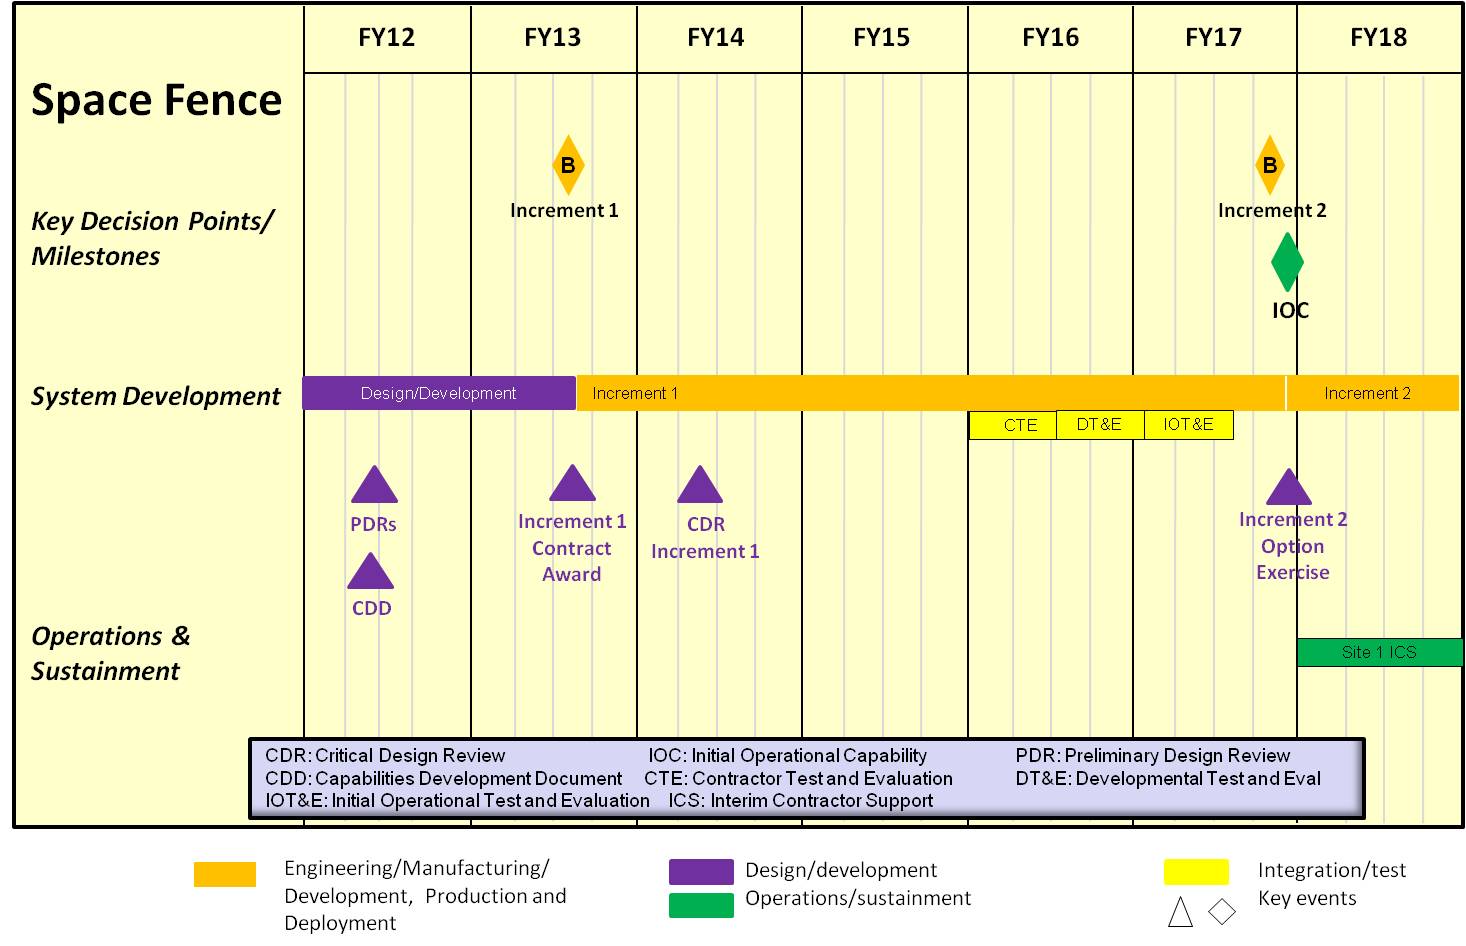 FY12 FY13 FY14 FY15 FY16 FY17 FY18
Space Fence
B B
Increment 1 Increment 2
Key Decision Points/
Milestones
IOC
System Development
Design/Development Increment 1 Increment 2
CTE DT&E IOT&E
PDRs
Increment 1
Contract
Award
CDR
Increment 1
Increment 2
Option
Exercise
CDD
Operations &
Sustainment
Site 1 ICS
CDR: Critical Design Review IOC: Initial Operational Capability PDR: Preliminary Design Review
CDD: Capabilities Development Document CTE: Contractor Test and Evaluation DT&E: Developmental Test and Eval
IOT&E: Initial Operational Test and Evaluation ICS: Interim Contractor Support
Engineering/Manufacturing/
Development, Production and
Deployment
Design/development
Operations/sustainment
Integration/test
Key events